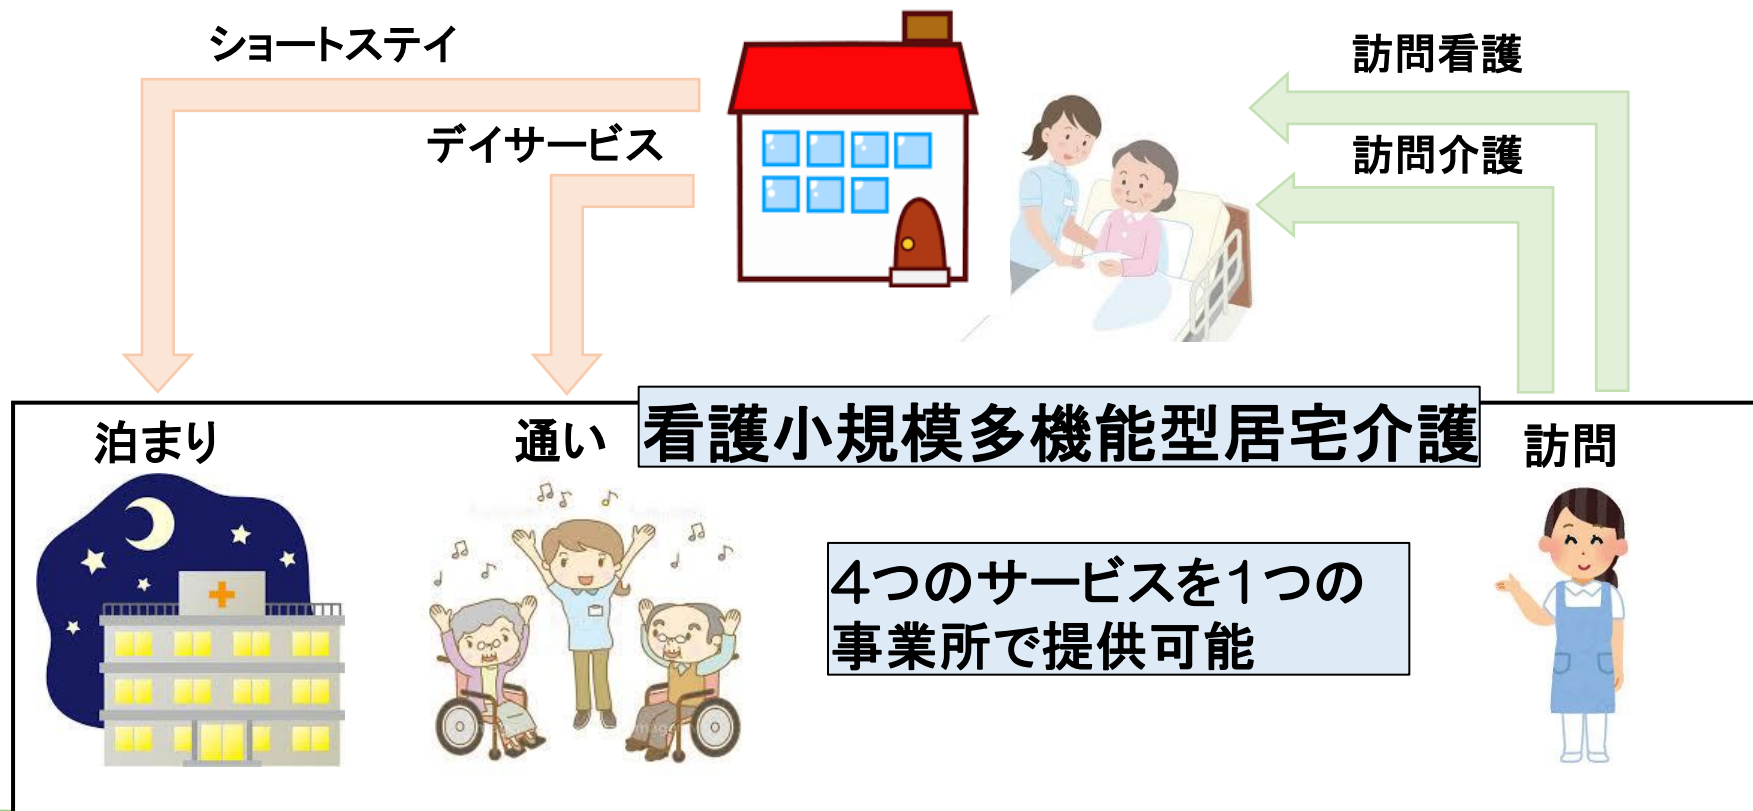 ショートステイ
デイサービス
訪問看護
訪問介護
看護小規模多機能型居宅介護
泊まり
通い
訪問
4つのサービスを1つの
事業所で提供可能